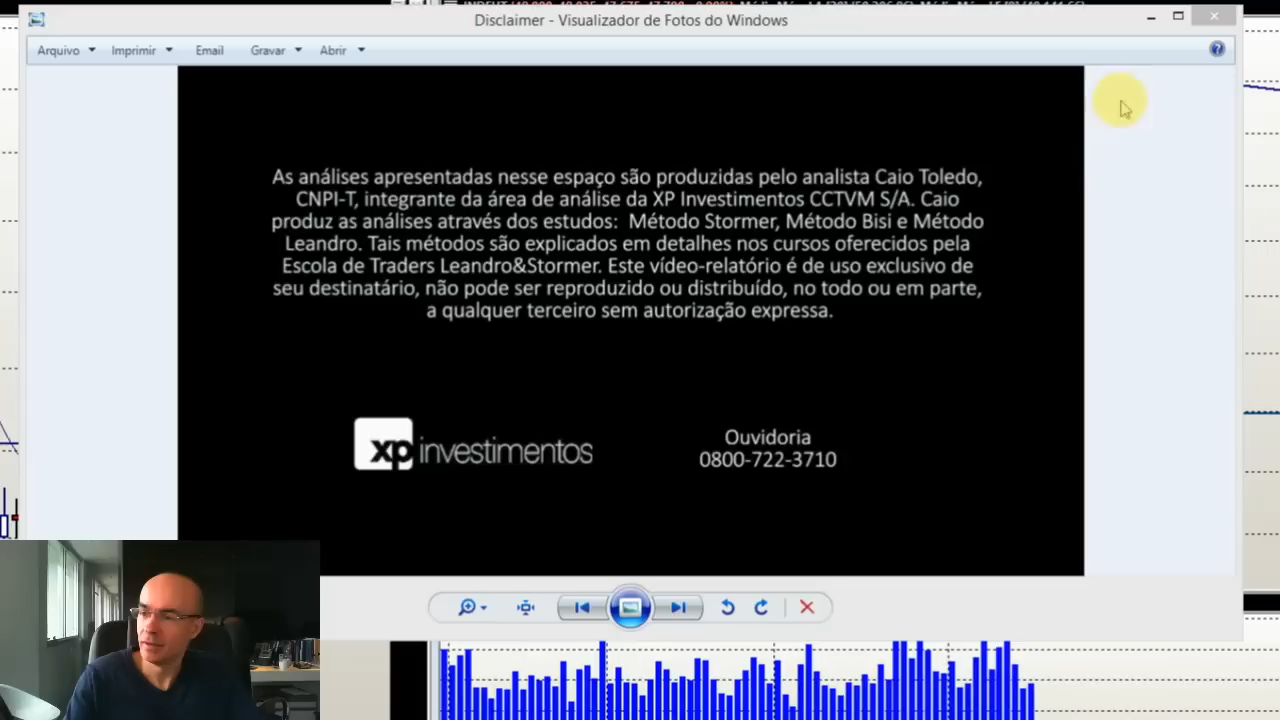 Disclaimer - Visualizador de Fotos do Windows
Arquivo Imprimir Email Gravar Abrir
As análises apresentadas nesse espaço são produzidas pelo analista Caio Toledo,
CNPI-T, integrante da área de análise da XP Investimentos CCTVM S/A. Caio
produz as análises através dos estudos: Método Stormer, Método Bisi e Método
Leandro. Tais métodos são explicados em detalhes nos cursos oferecidos pela
Escola de Traders Leandro&Stormer. Este vídeo-relatório é de uso exclusivo de
seu destinatário, não pode ser reproduzido ou distribuído, no todo ou em parte,
a qualquer terceiro sem autorização expressa.
xp investimentos
Ouvidoria
0800-722-3710